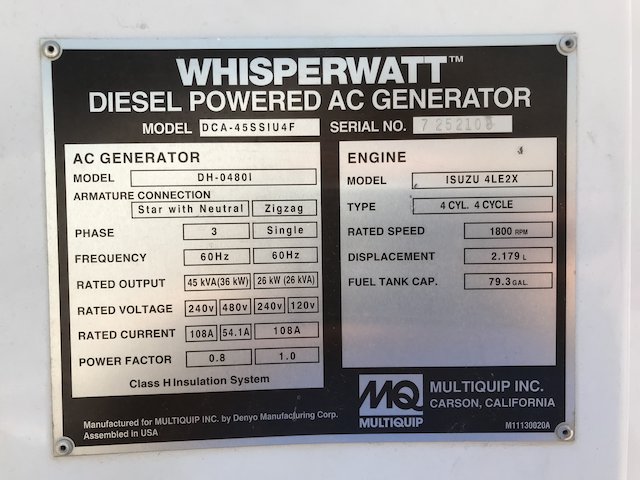 WHISPERWATT™
DIESEL POWERED AC GENERATOR
MODEL DCA-45SSIU4F SERIAL NO. 7252108
AC GENERATOR
MODEL DH-0480I
ARMATURE CONNECTION
Star with Neutral Zigzag
PHASE 3 Single
FREQUENCY 60Hz 60Hz
RATED OUTPUT 45 kVA(36 kW) 26 kW (26 kVA)
RATED VOLTAGE 240v 480v 240v 120v
RATED CURRENT 108A 54.1A 108A
POWER FACTOR 0.8 1.0
Class H Insulation System
ENGINE
MODEL ISUZU 4LE2X
TYPE 4 CYL. 4 CYCLE
RATED SPEED 1800 RPM
DISPLACEMENT 2.179 L
FUEL TANK CAP. 79.3 GAL.
Manufactured for MULTIQUIP INC. by Denyo Manufacturing Corp.
Assembled in USA
MQ
MULTIQUIP
MULTIQUIP INC.
CARSON, CALIFORNIA
M11130020A